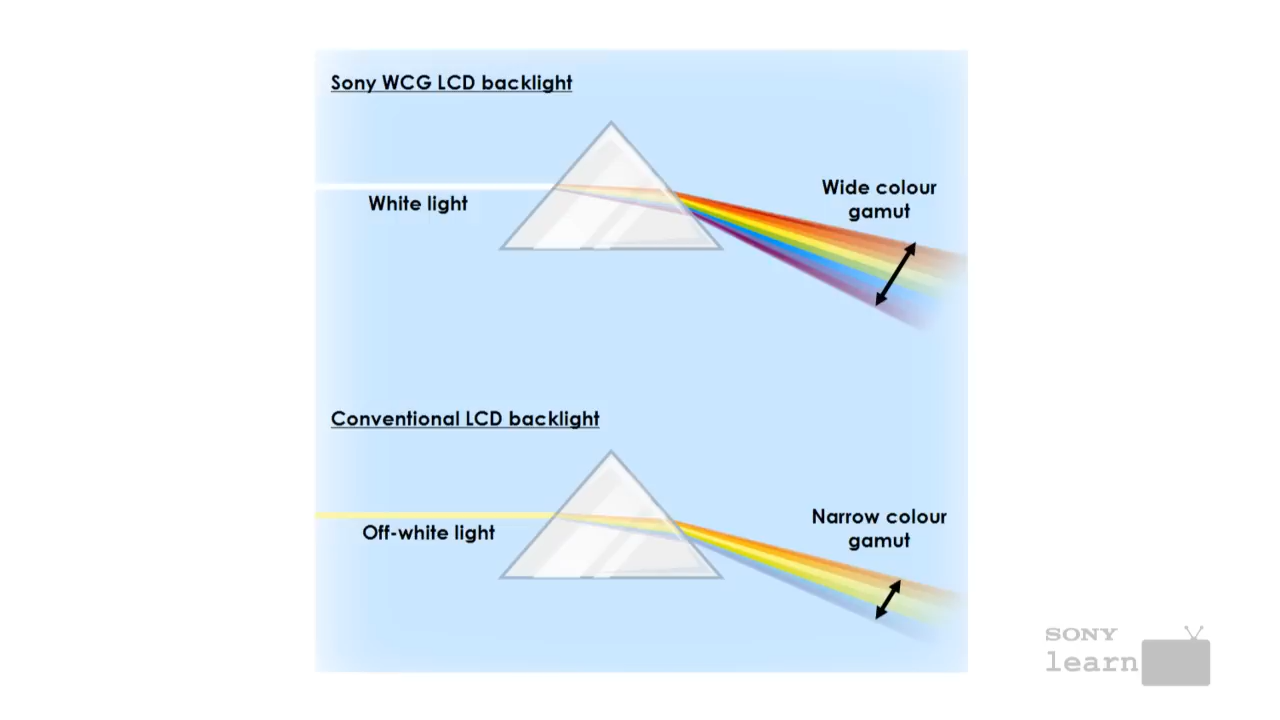 Sony WCG LCD backlight
White light
Wide colour
gamut
Conventional LCD backlight
Off-white light
Narrow colour
gamut
SONY
learn